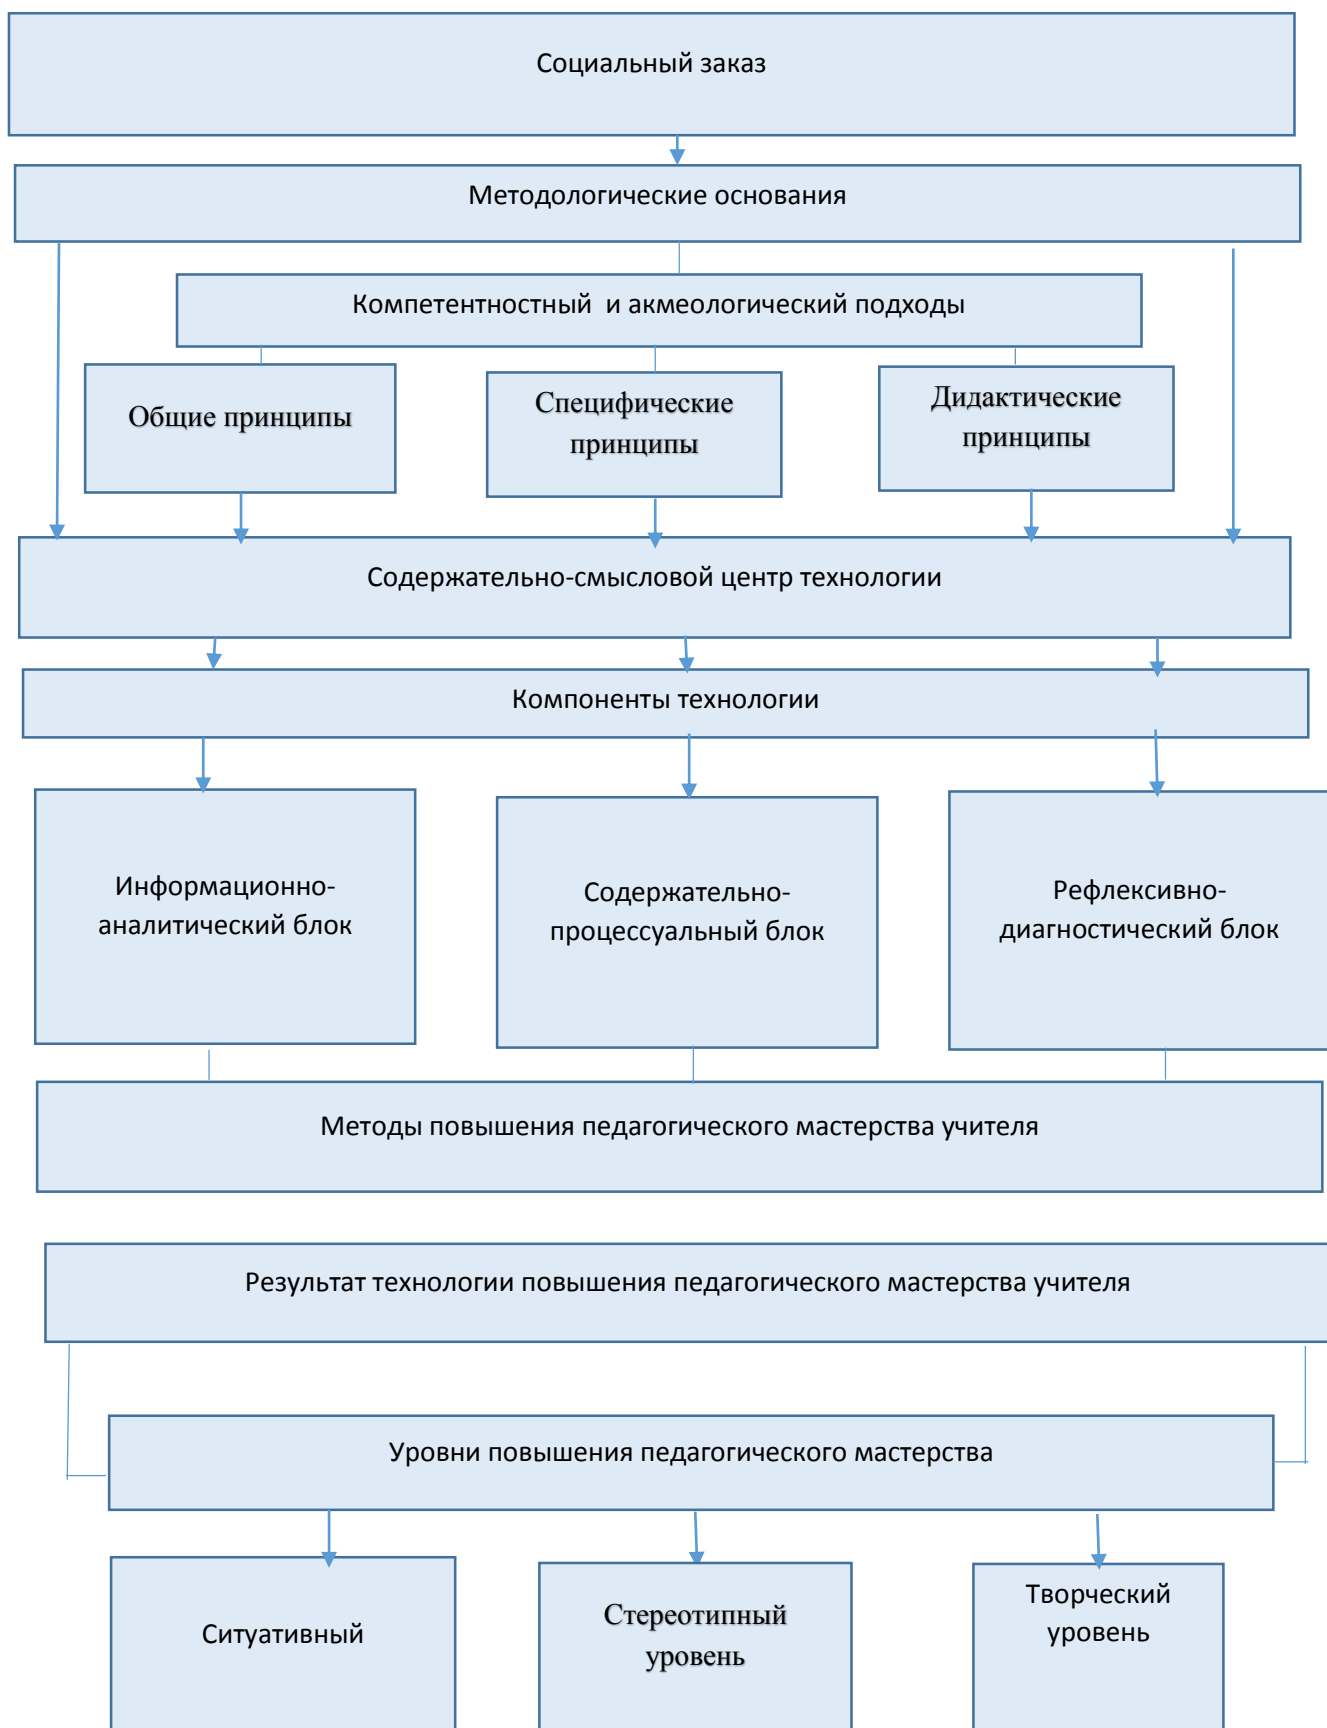 Социальный заказ
Методологические основания
Компетентностный и акмеологический подходы
Общие принципы
Специфические
принципы
Дидактические
принципы
Содержательно-смысловой центр технологии
Компоненты технологии
Информационно-
аналитический блок
Содержательно-
процессуальный блок
Рефлексивно-
диагностический блок
Методы повышения педагогического мастерства учителя
Результат технологии повышения педагогического мастерства учителя
Уровни повышения педагогического мастерства
Ситуативный
Стереотипный
уровень
Творческий
уровень